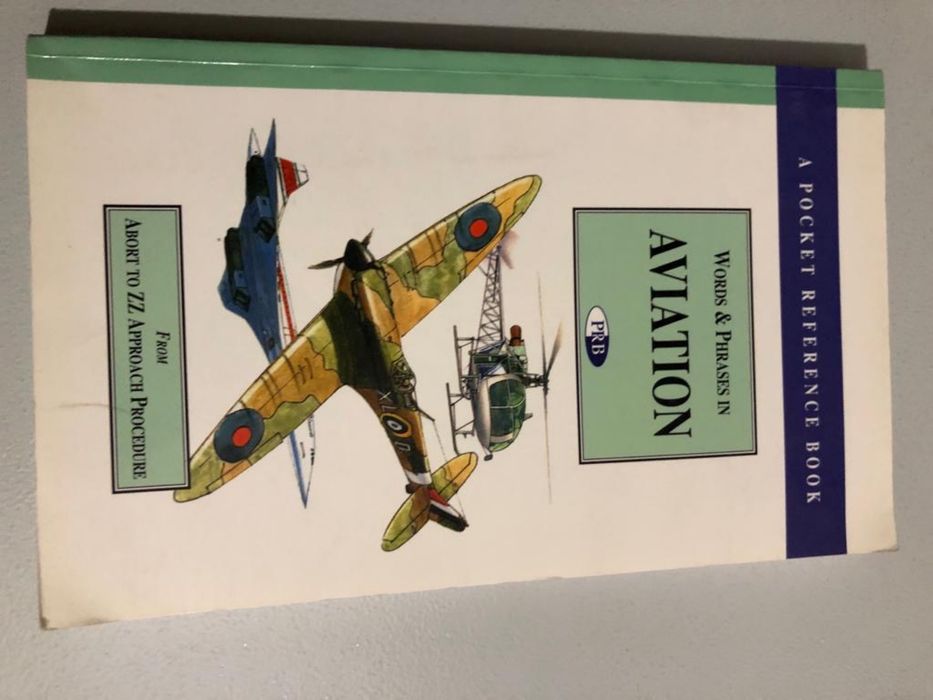 A POCKET REFERENCE BOOK
WORDS & PHRASES IN
AVIATION
PRB
FROM
ABORT TO ZZ APPROACH PROCEDURE